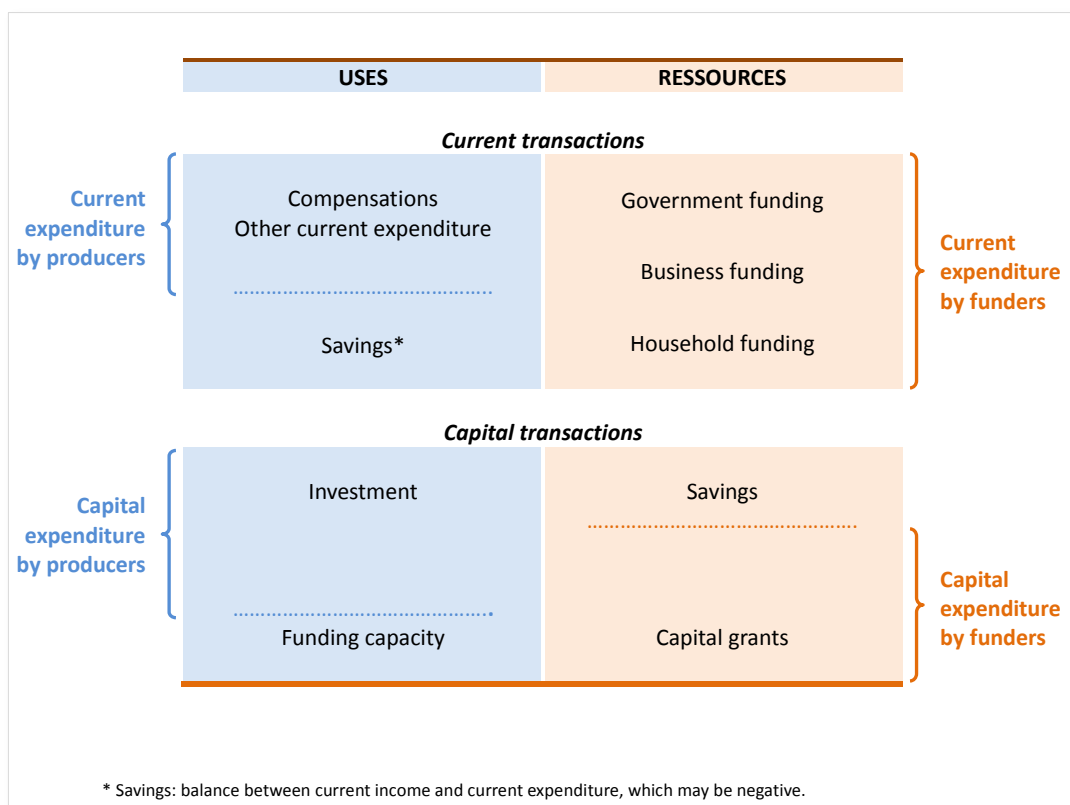 USES
RESSOURCES
Current transactions
Current
expenditure
by producers
Compensations
Other current expenditure
……………………………………..
Savings*
Government funding
Business funding
Household funding
Current
expenditure
by funders
Capital transactions
Capital
expenditure
by producers
Investment
…………………………………….
Funding capacity
Savings
……………………………………….
Capital grants
Capital
expenditure
by funders
* Savings: balance between current income and current expenditure, which may be negative.